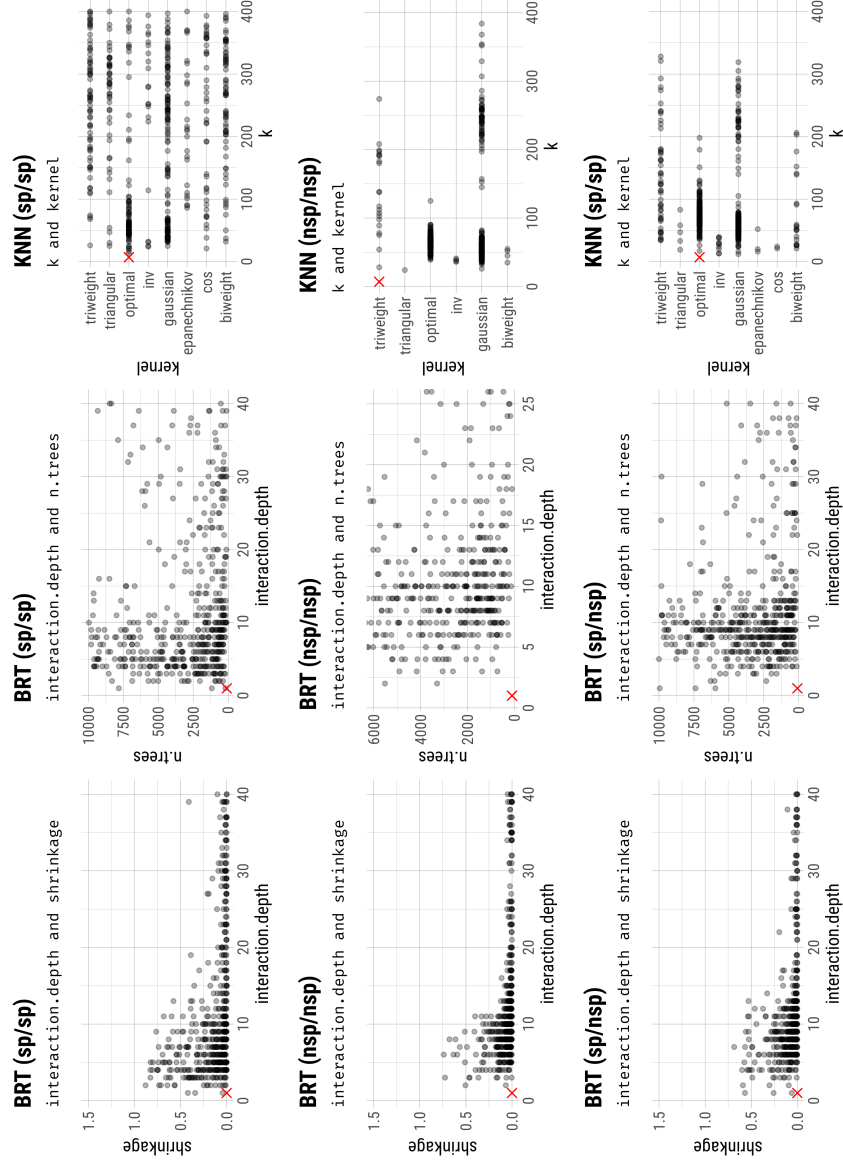 BRT (sp/sp)
interaction.depth and shrinkage
shrinkage
1.5
1.0
0.5
0.0
0 10 20 30 40
interaction.depth
BRT (sp/sp)
interaction.depth and n.trees
n.trees
10000
7500
5000
2500
0
0 10 20 30 40
interaction.depth
KNN (sp/sp)
k and kernel
kernel
triweight
triangular
optimal
inv
gaussian
epanechnikov
cos
biweight
0 100 200 300 400
k
BRT (nsp/nsp)
interaction.depth and shrinkage
shrinkage
1.5
1.0
0.5
0.0
0 10 20 30 40
interaction.depth
BRT (nsp/nsp)
interaction.depth and n.trees
n.trees
6000
4000
2000
0
0 5 10 15 20 25
interaction.depth
KNN (nsp/nsp)
k and kernel
kernel
triweight
triangular
optimal
inv
gaussian
biweight
0 100 200 300 400
k
BRT (sp/nsp)
interaction.depth and shrinkage
shrinkage
1.5
1.0
0.5
0.0
0 10 20 30 40
interaction.depth
BRT (sp/nsp)
interaction.depth and n.trees
n.trees
10000
7500
5000
2500
0
0 10 20 30 40
interaction.depth
KNN (sp/sp)
k and kernel
kernel
triweight
triangular
optimal
inv
gaussian
epanechnikov
cos
biweight
0 100 200 300 400
k